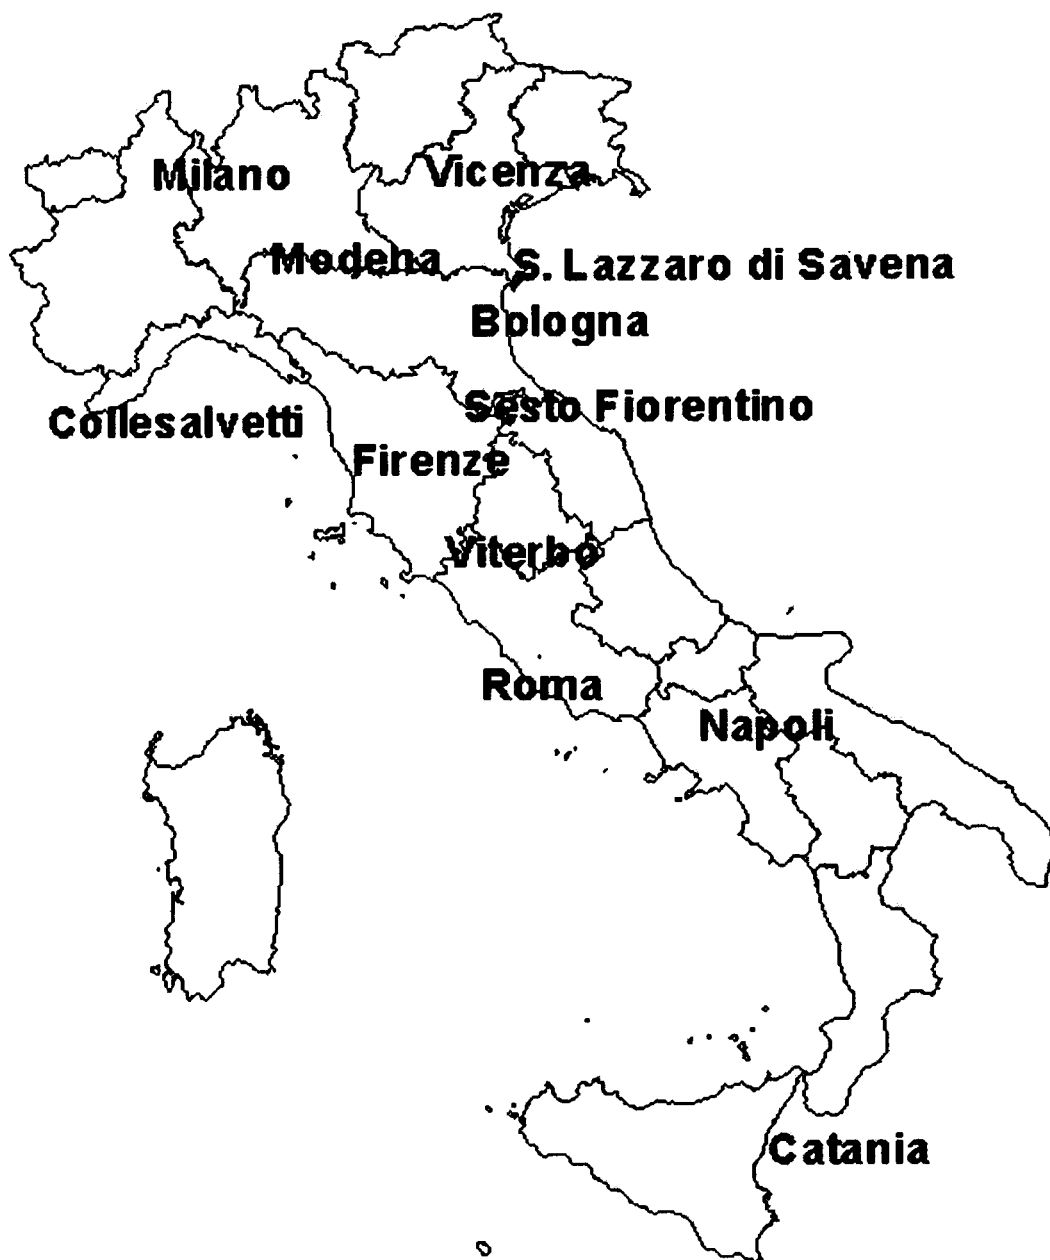 Milano
Vicenza
Modena
S. Lazzaro di Savena
Bologna
Sesto Fiorentino
Collesalvetti
Firenze
Viterbo
Roma
Napoli
Catania